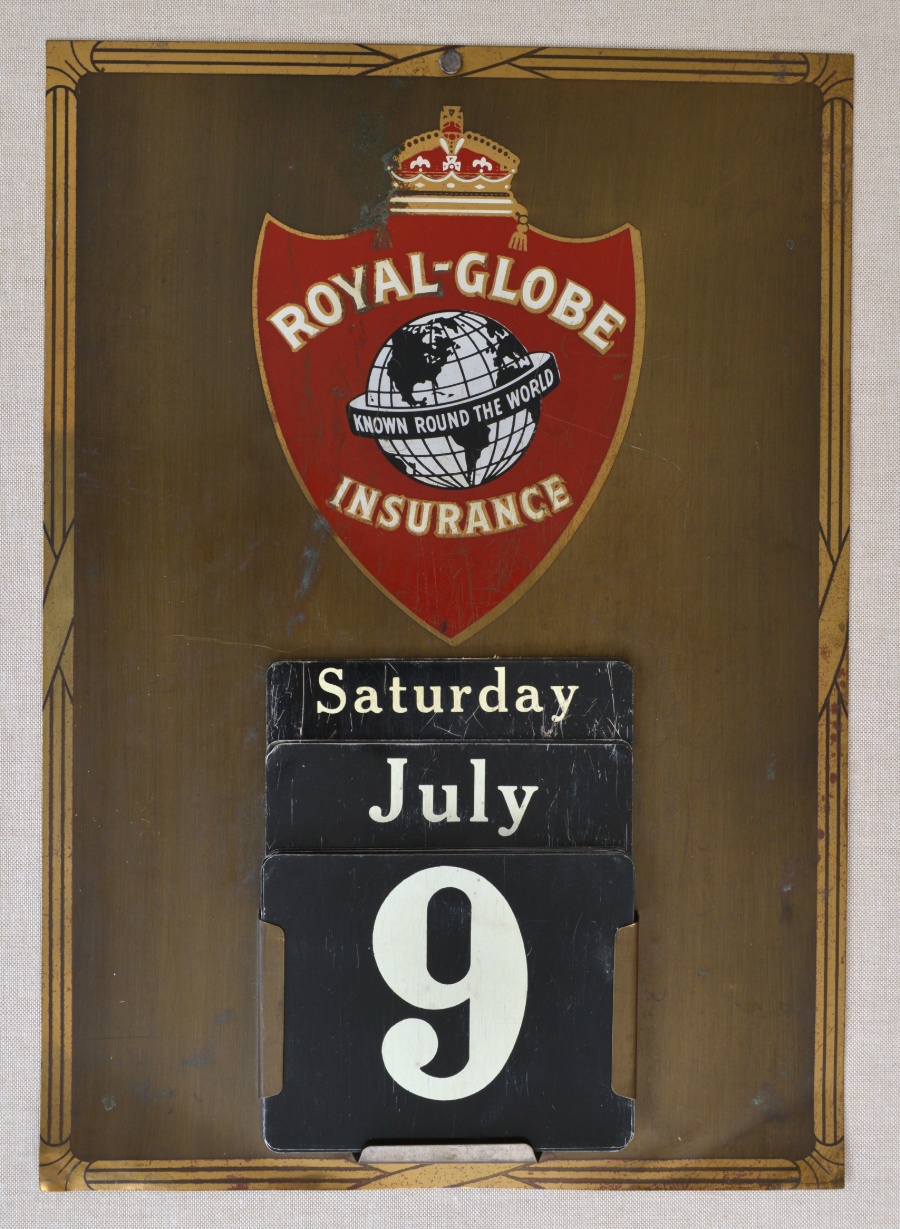 ROYAL-GLOBE
KNOWN ROUND THE WORLD
INSURANCE
Saturday
July
9